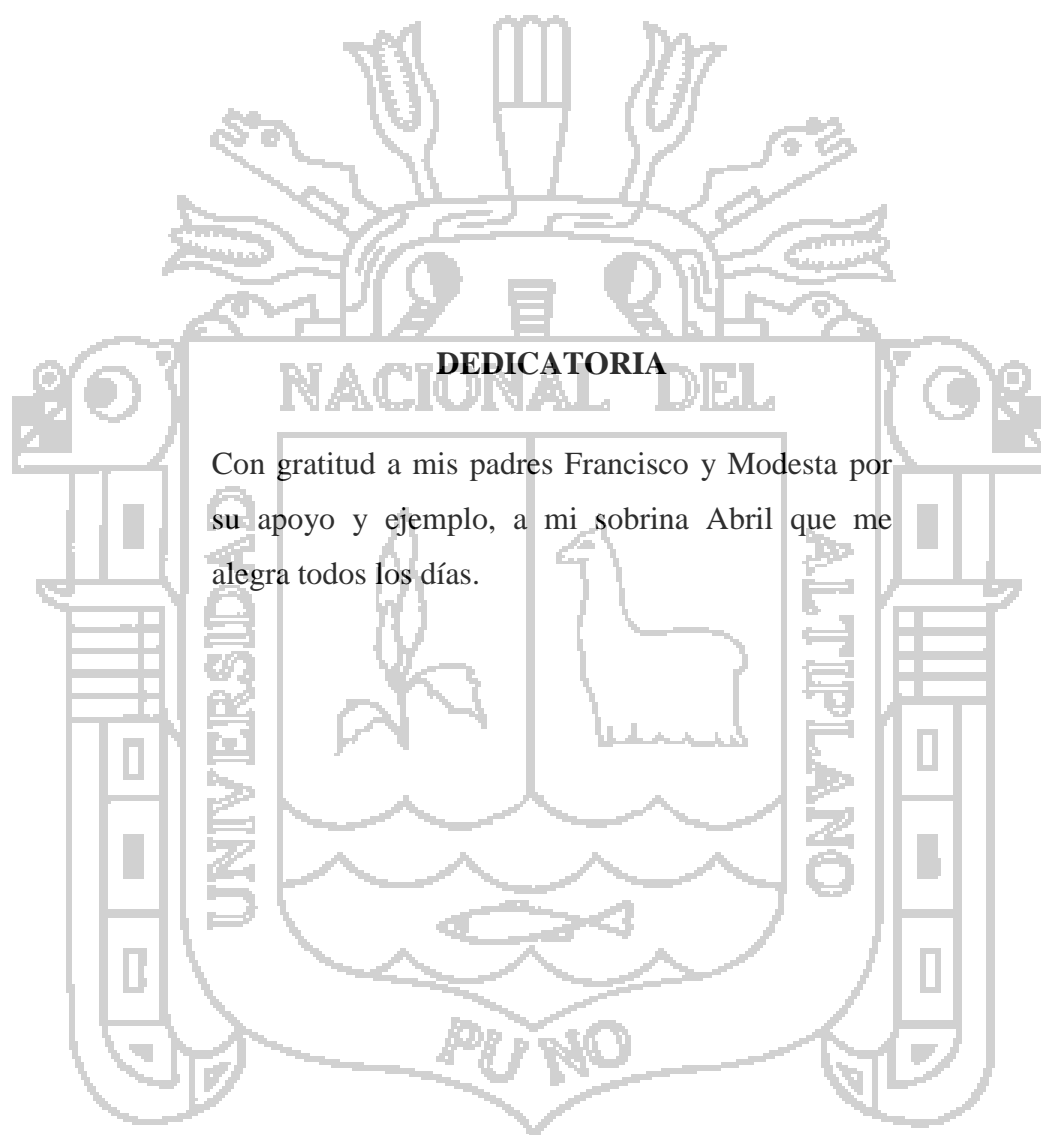 DEDICATORIA
NACIONAL DEL
Con gratitud a mis padres Francisco y Modesta por
su apoyo y ejemplo, a mi sobrina Abril que me
alegra todos los días.
UNIVERSIDAD
ALTIPLANO
PUNO